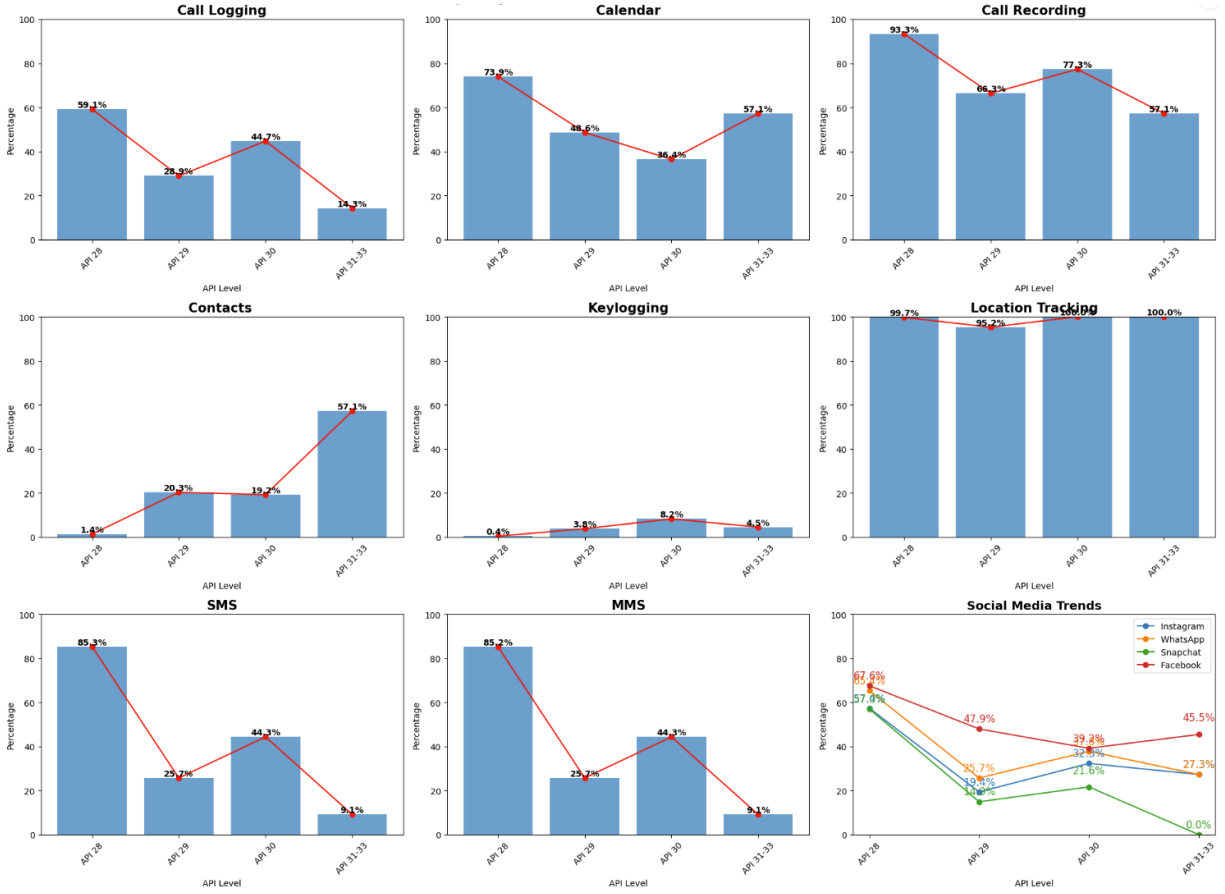 Call Logging
Percentage
100
80
60
40
20
0
59.1%
28.9%
44.7%
14.3%
API 28
API 29
API 30
API 31-33
API Level
Calendar
Percentage
100
80
60
40
20
0
73.9%
48.6%
36.4%
57.1%
API 28
API 29
API 30
API 31-33
API Level
Call Recording
Percentage
100
80
60
40
20
0
93.3%
66.3%
77.3%
57.1%
API 28
API 29
API 30
API 31-33
API Level
Contacts
Percentage
100
80
60
40
20
0
1.4%
20.3%
19.2%
57.1%
API 28
API 29
API 30
API 31-33
API Level
Keylogging
Percentage
100
80
60
40
20
0
0.4%
3.8%
8.2%
4.5%
API 28
API 29
API 30
API 31-33
API Level
Location Tracking
Percentage
100
80
60
40
20
0
99.7%
95.2%
100.0%
100.0%
API 28
API 29
API 30
API 31-33
API Level
SMS
Percentage
100
80
60
40
20
0
85.3%
25.7%
44.3%
9.1%
API 28
API 29
API 30
API 31-33
API Level
MMS
Percentage
100
80
60
40
20
0
85.2%
25.7%
44.3%
9.1%
API 28
API 29
API 30
API 31-33
API Level
Social Media Trends
Instagram
WhatsApp
Snapchat
Facebook
Percentage
100
80
60
40
20
0
67.6%
47.9%
39.2%
45.5%
25.7%
19.4%
21.6%
27.3%
0.0%
API 28
API 29
API 30
API 31-33
API Level